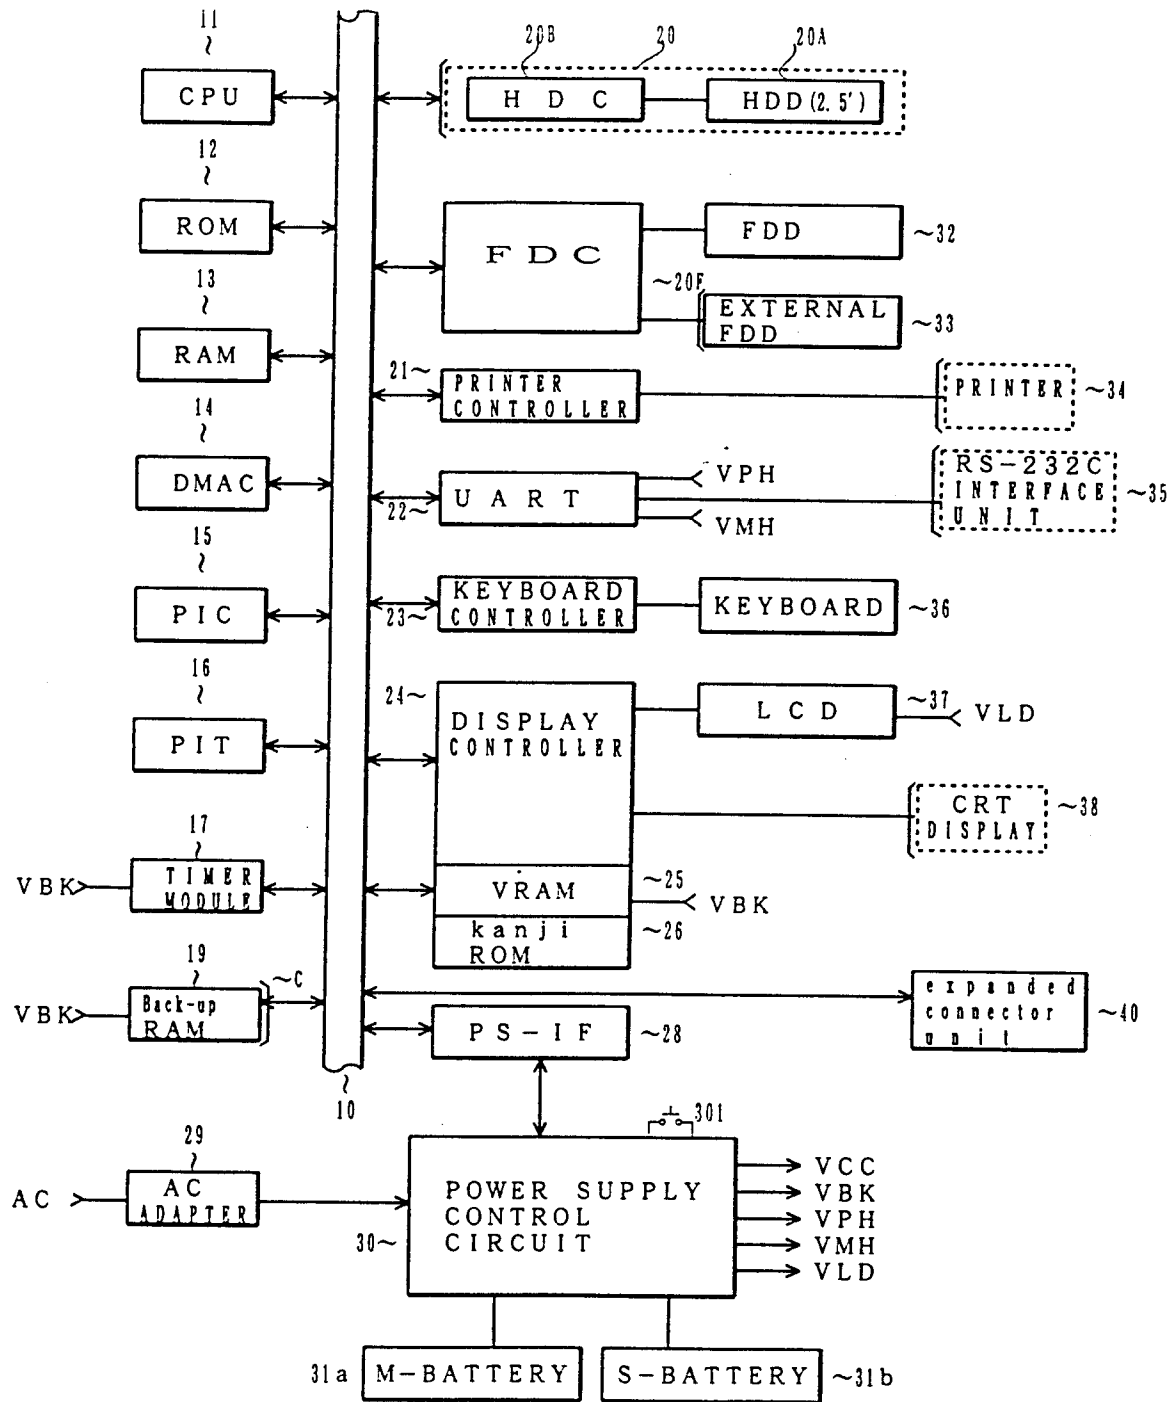 11
CPU
12
ROM
13
RAM
14
DMAC
15
PIC
16
PIT
17
VBK
TIMER
MODULE
19
VBK
Back-up
RAM
~C
10
20B
20
20A
HDC
HDD (2.5')
FDC
~20F
FDD
~32
EXTERNAL
FDD
~33
21~
PRINTER
CONTROLLER
PRINTER
~34
22~
UART
VPH
VMH
RS-232C
INTERFACE
UNIT
~35
23~
KEYBOARD
CONTROLLER
KEYBOARD
~36
24~
DISPLAY
CONTROLLER
LCD
~37
VLD
CRT
DISPLAY
~38
VRAM
~25
VBK
kanji
ROM
~26
PS-IF
~28
expanded
connector
unit
~40
29
AC
AC
ADAPTER
301
30~
POWER SUPPLY
CONTROL
CIRCUIT
VCC
VBK
VPH
VMH
VLD
31a
M-BATTERY
S-BATTERY
~31b